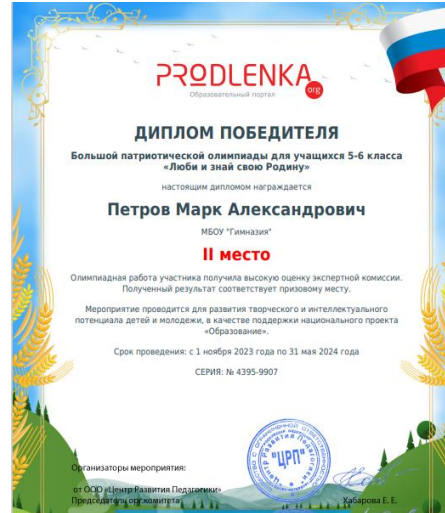 PRODLENKA
org
Образовательный портал
ДИПЛОМ ПОБЕДИТЕЛЯ
Большой патриотической олимпиады для учащихся 5-6 класса
«Люби и знай свою Родину»
настоящим дипломом награждается
Петров Марк Александрович
МБОУ "Гимназия"
II место
Олимпиадная работа участника получила высокую оценку экспертной комиссии.
Полученный результат соответствует призовому месту.
Мероприятие проводится для развития творческого и интеллектуального
потенциала детей и молодежи, в качестве поддержки национального проекта
«Образование».
Срок проведения: с 1 ноября 2023 года по 31 мая 2024 года
СЕРИЯ: № 4395-9907
"ЦРП"
Организаторы мероприятия:
от ООО «Центр Развития Педагогики»
Председатель орг.комитета
Хабарова Е. Е.